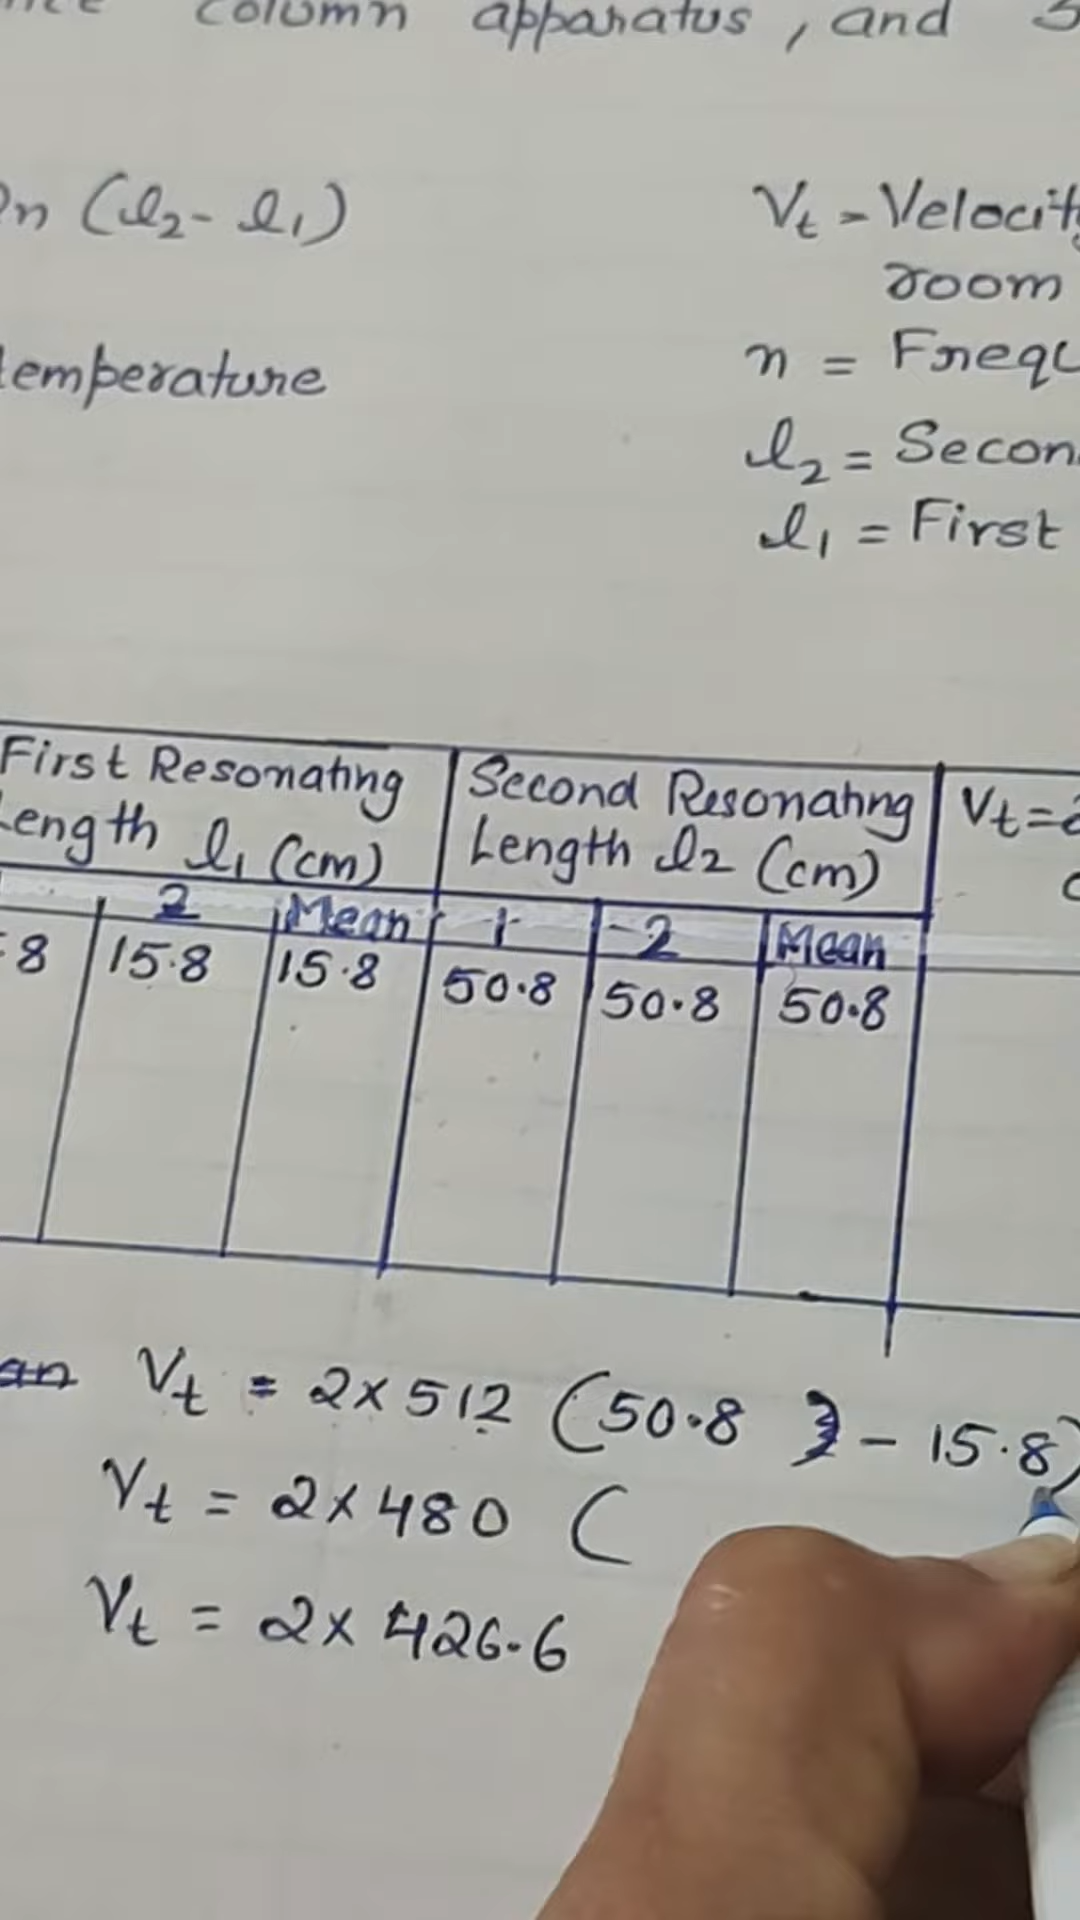 column apparatus, and
n (l₂ - l₁)
Vt - Velocit
room
temperature
n = Frequ
l₂ = Secon
l₁ = First
First Resonating
Length l₁ (cm)
Second Resonating
Length l₂ (cm)
Vt =
2 Mean 1 2 Mean
.8 15.8 15.8 50.8 50.8 50.8
Vt = 2 x 512 (50.8 - 15.8)
Vt = 2 x 480 (
Vt = 2 x 426.6